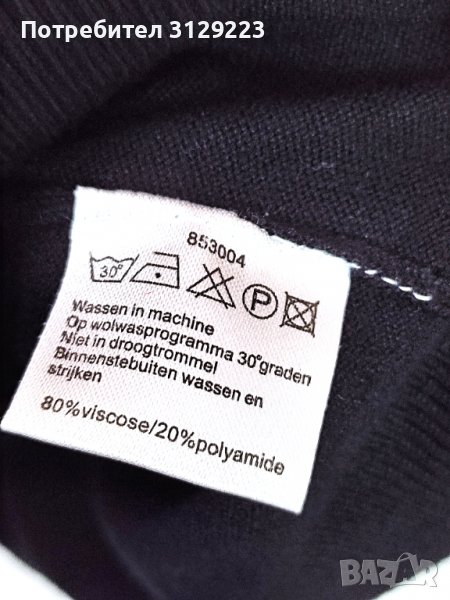 Потребител 3129223
853004
30°
P
Wassen in machine
Op wolwasprogramma 30°graden
Niet in droogtrommel
Binnenstebuiten wassen en
strijken
80%viscose/20%polyamide
BAZAR